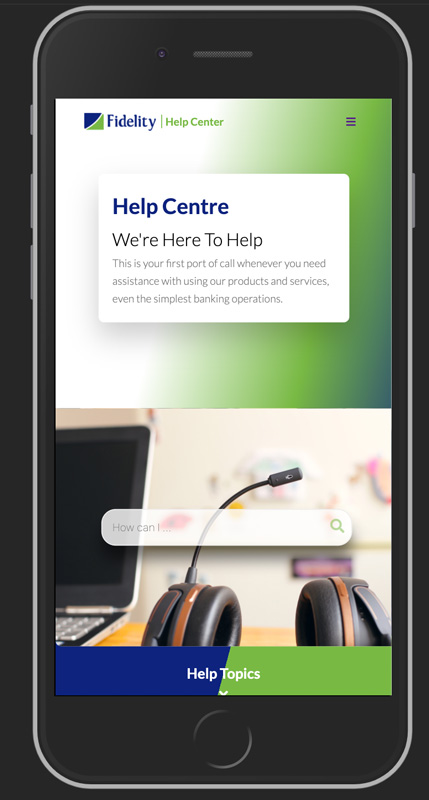 Fidelity | Help Center
Help Centre
We're Here To Help
This is your first port of call whenever you need
assistance with using our products and services,
even the simplest banking operations.
How can I ...
Help Topics